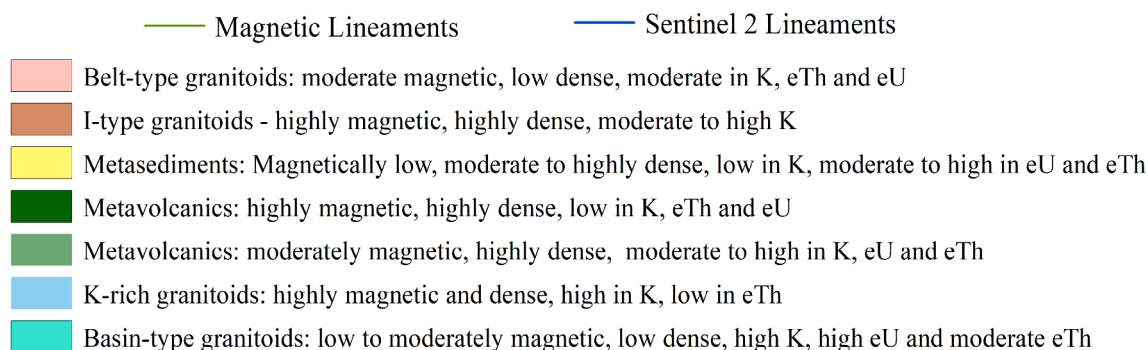 Magnetic Lineaments Sentinel 2 Lineaments
Belt-type granitoids: moderate magnetic, low dense, moderate in K, eTh and eU
I-type granitoids - highly magnetic, highly dense, moderate to high K
Metasediments: Magnetically low, moderate to highly dense, low in K, moderate to high in eU and eTh
Metavolcanics: highly magnetic, highly dense, low in K, eTh and eU
Metavolcanics: moderately magnetic, highly dense, moderate to high in K, eU and eTh
K-rich granitoids: highly magnetic and dense, high in K, low in eTh
Basin-type granitoids: low to moderately magnetic, low dense, high K, high eU and moderate eTh